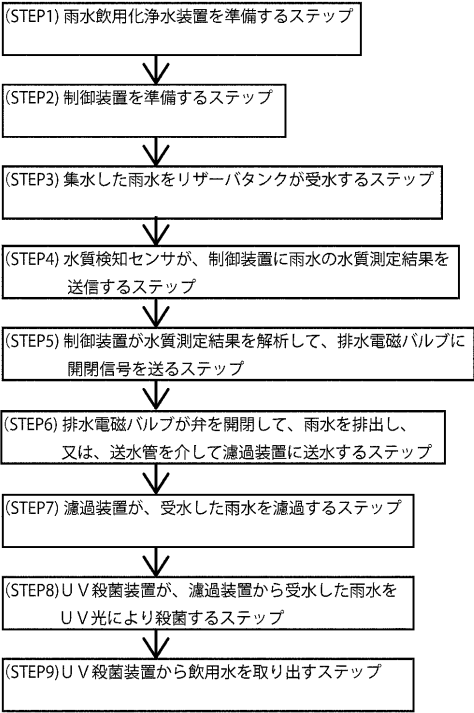 (STEP1) 雨水飲用化浄水装置を準備するステップ
(STEP2) 制御装置を準備するステップ
(STEP3) 集水した雨水をリザーバタンクが受水するステップ
(STEP4) 水質検知センサが、制御装置に雨水の水質測定結果を
送信するステップ
(STEP5) 制御装置が水質測定結果を解析して、排水電磁バルブに
開閉信号を送るステップ
(STEP6) 排水電磁バルブが弁を開閉して、雨水を排出し、
又は、送水管を介して濾過装置に送水するステップ
(STEP7) 濾過装置が、受水した雨水を濾過するステップ
(STEP8) ＵＶ殺菌装置が、濾過装置から受水した雨水を
ＵＶ光により殺菌するステップ
(STEP9) ＵＶ殺菌装置から飲用水を取り出すステップ